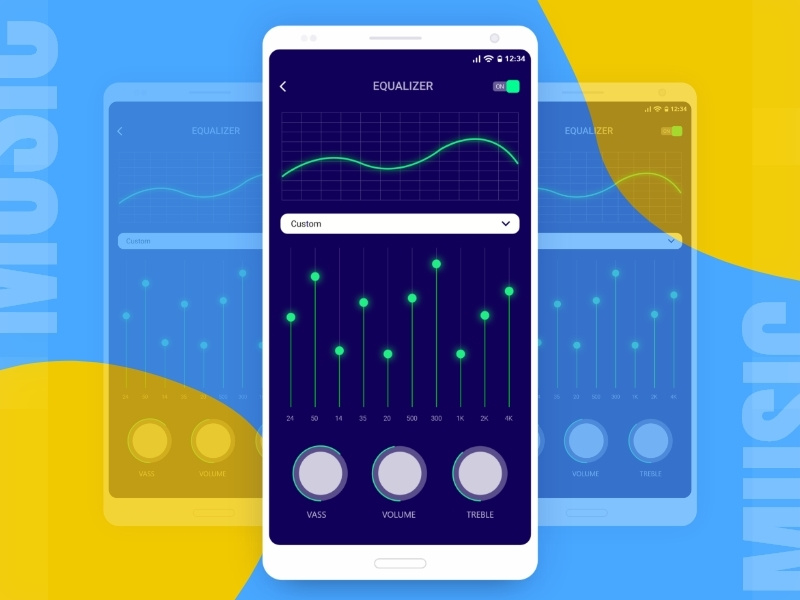 MUSIC
12:34
EQUALIZER
ON
Custom
24 50 14 35 20 500 300 1K 2K 4K
VASS VOLUME TREBLE
EQUALIZER
Custom
VASS VOLUME
12:34
EQUALIZER
VOLUME TREBLE
MUSIC